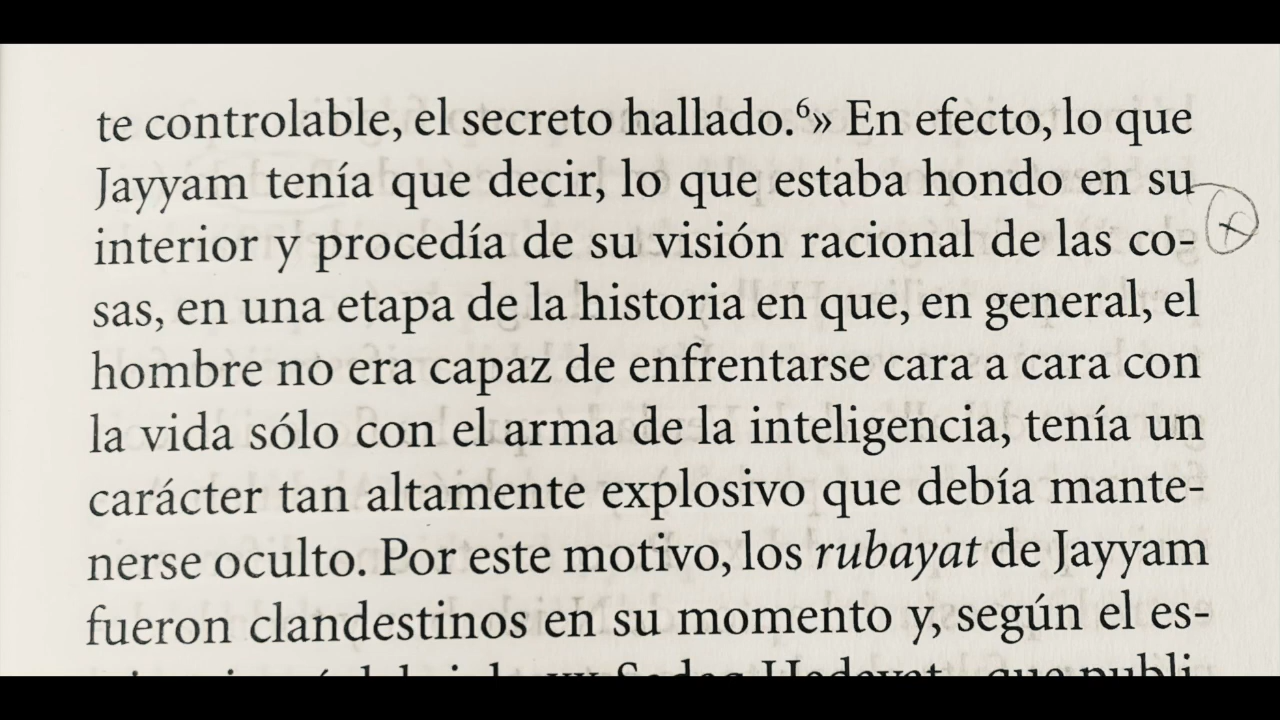 te controlable, el secreto hallado.⁶» En efecto, lo que
Jayyam tenía que decir, lo que estaba hondo en su
interior y procedía de su visión racional de las co-
sas, en una etapa de la historia en que, en general, el
hombre no era capaz de enfrentarse cara a cara con
la vida sólo con el arma de la inteligencia, tenía un
carácter tan altamente explosivo que debía mante-
nerse oculto. Por este motivo, los rubayat de Jayyam
fueron clandestinos en su momento y, según el es-
Sadeq Hedayat que publi